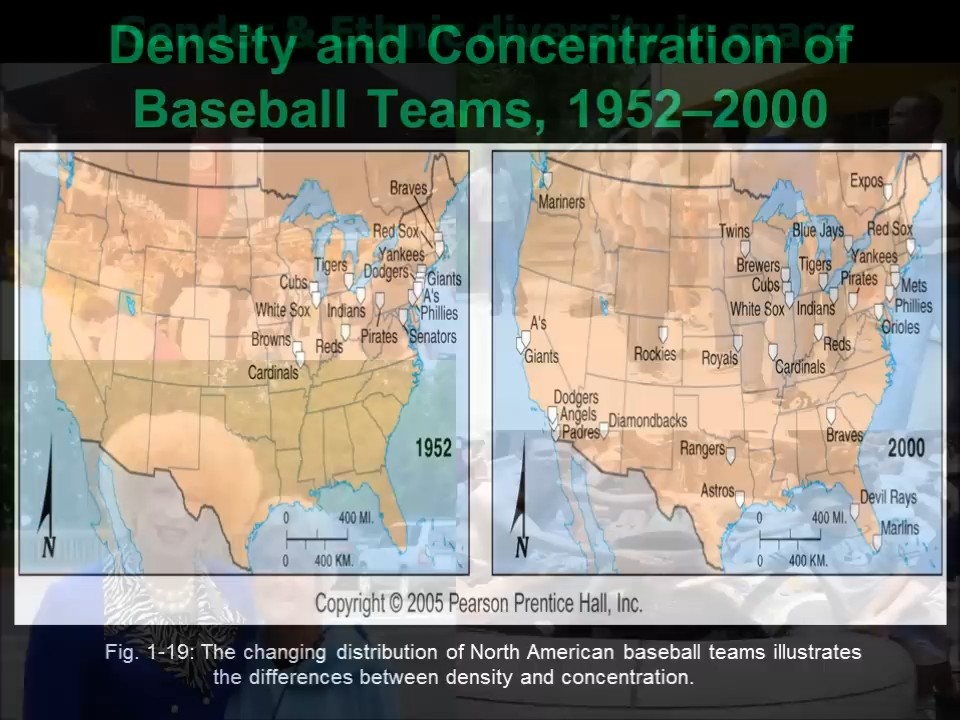 Gender & Ethnic diversity in space
Density and Concentration of
Baseball Teams, 1952–2000
Braves
Red Sox
Yankees
Tigers
Dodgers
Giants
Cubs
A's
White Sox
Indians
Phillies
Browns
Reds
Pirates
Senators
Cardinals
1952
0 400 MI.
0 400 KM.
N
Expos
Mariners
Twins
Blue Jays
Red Sox
Brewers
Tigers
Yankees
Cubs
Pirates
Mets
White Sox
Indians
Phillies
Orioles
A's
Giants
Rockies
Royals
Reds
Cardinals
Dodgers
Angels
Padres
Diamondbacks
Braves
Rangers
2000
Astros
Devil Rays
Marlins
0 400 MI.
0 400 KM.
N
Copyright © 2005 Pearson Prentice Hall, Inc.
Fig. 1-19: The changing distribution of North American baseball teams illustrates
the differences between density and concentration.